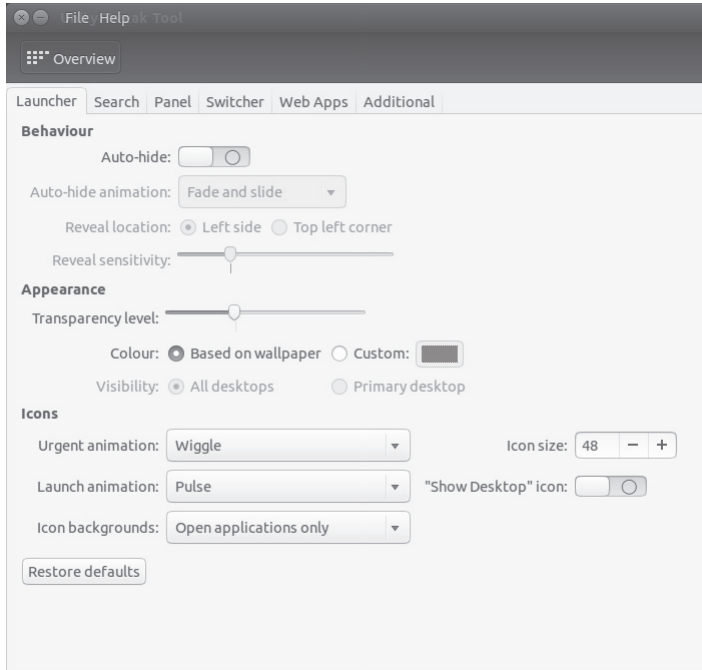 File Help
ak Tool
Overview
Launcher Search Panel Switcher Web Apps Additional
Behaviour
Auto-hide:
Auto-hide animation: Fade and slide
Reveal location: Left side Top left corner
Reveal sensitivity:
Appearance
Transparency level:
Colour: Based on wallpaper Custom:
Visibility: All desktops Primary desktop
Icons
Urgent animation: Wiggle Icon size: 48 − +
Launch animation: Pulse "Show Desktop" icon:
Icon backgrounds: Open applications only
Restore defaults